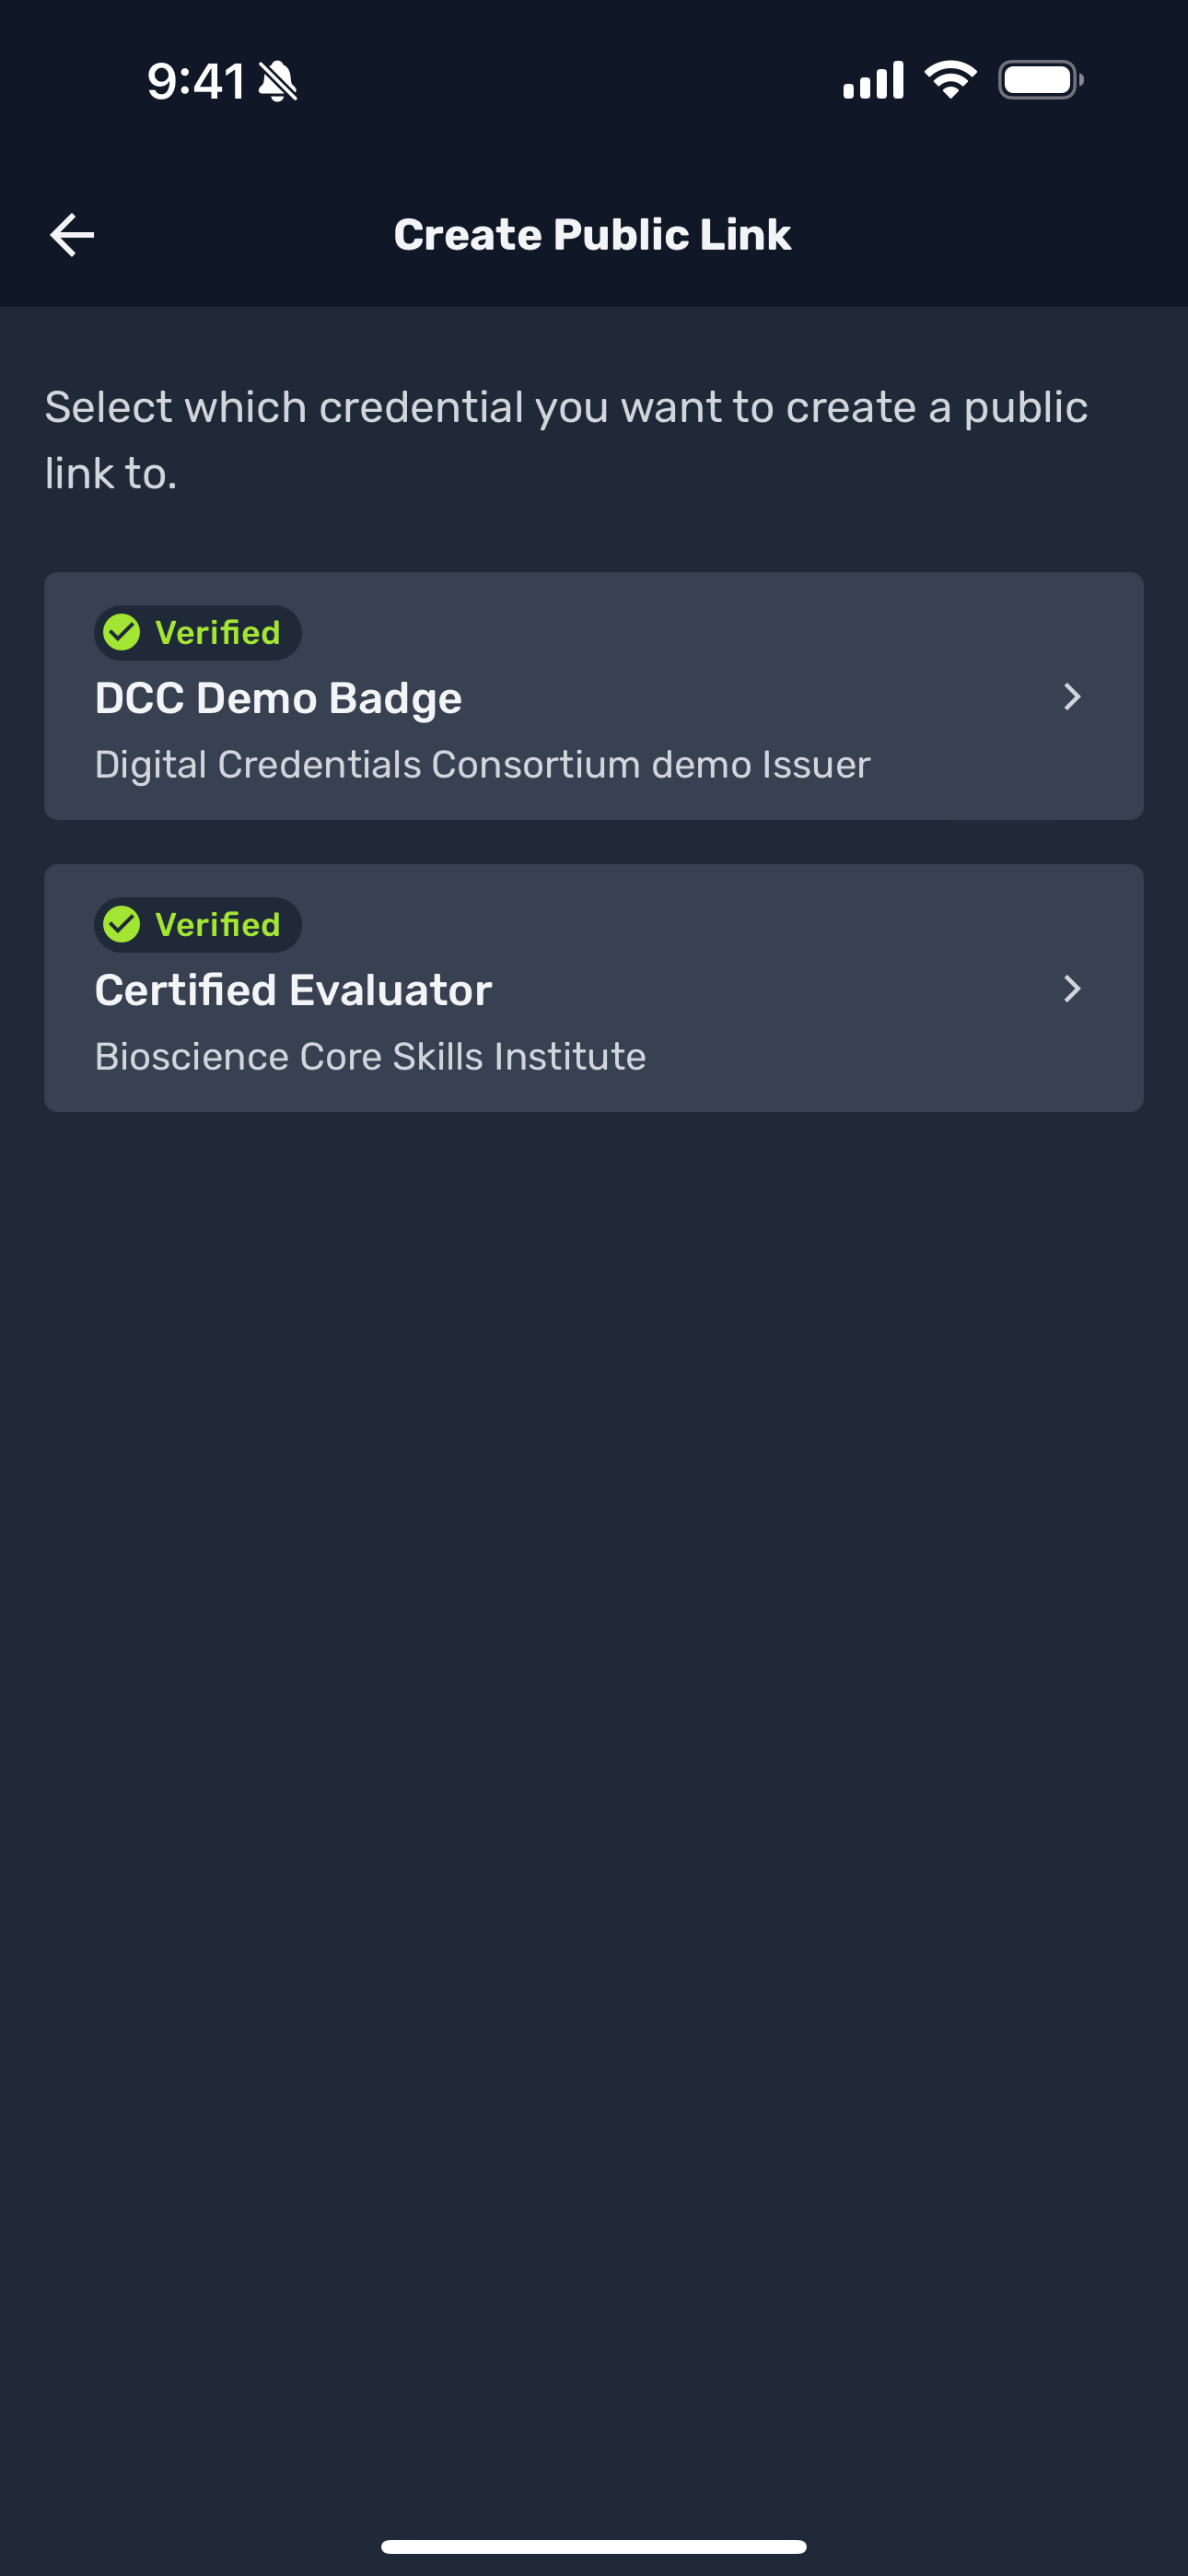 9:41
Create Public Link
Select which credential you want to create a public
link to.
Verified
DCC Demo Badge
Digital Credentials Consortium demo Issuer
Verified
Certified Evaluator
Bioscience Core Skills Institute